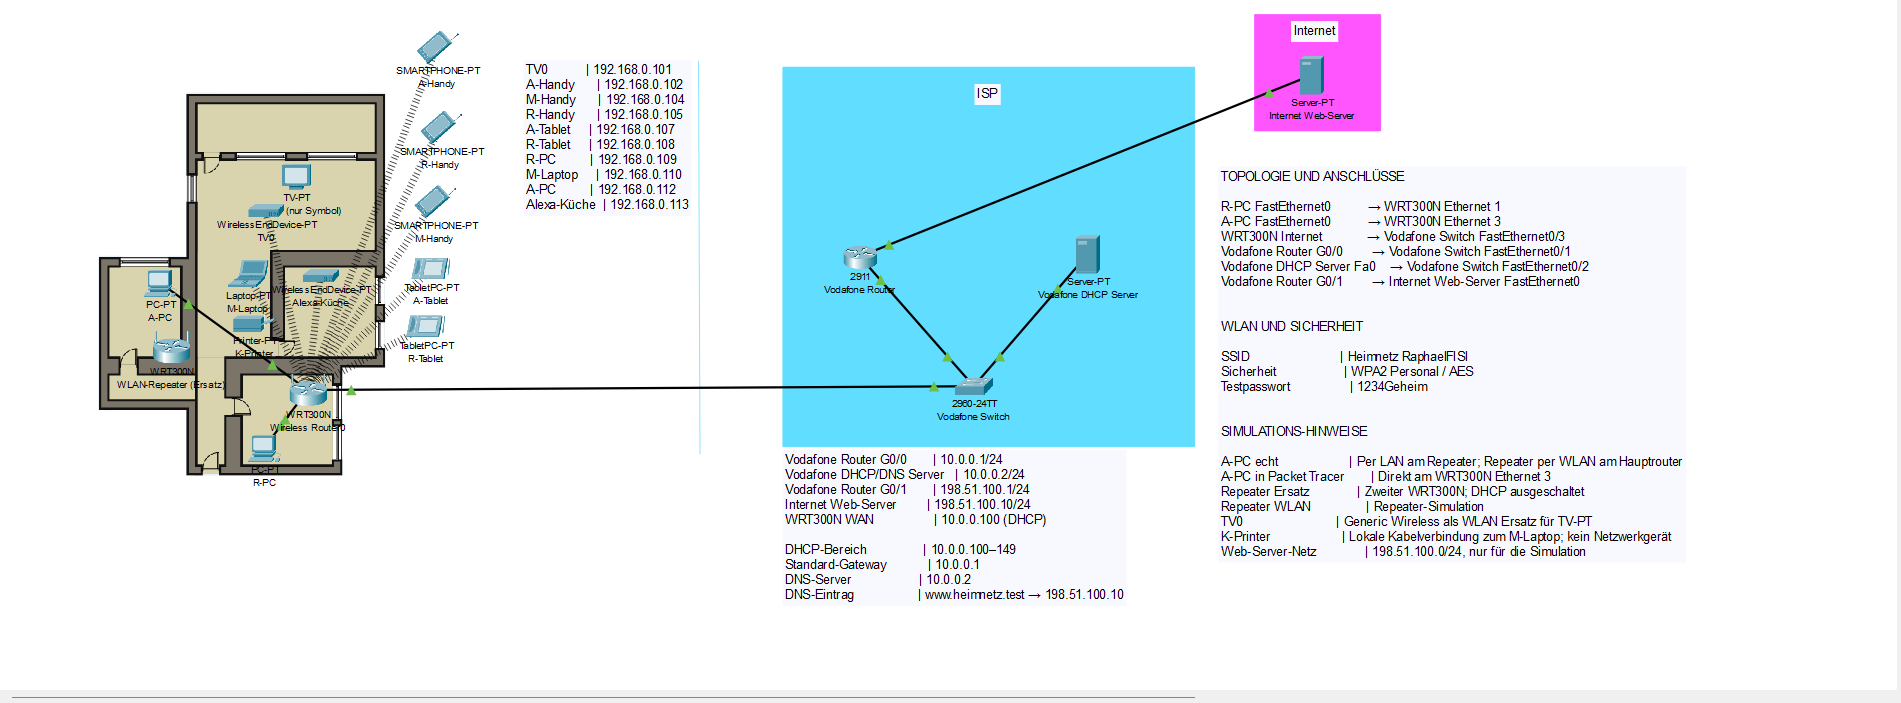 SMARTPHONE-PT
A-Handy
SMARTPHONE-PT
R-Handy
SMARTPHONE-PT
M-Handy
TabletPC-PT
A-Tablet
TabletPC-PT
R-Tablet
TV-PT
(nur Symbol)
WirelessEndDevice-PT
TV0
Laptop-PT
M-Laptop
WirelessEndDevice-PT
Alexa-Küche
PC-PT
A-PC
Printer-PT
K-Printer
WRT300N
WLAN-Repeater (Ersatz)
WRT300N
Wireless Router0
PC-PT
R-PC
TV0 | 192.168.0.101
A-Handy | 192.168.0.102
M-Handy | 192.168.0.104
R-Handy | 192.168.0.105
A-Tablet | 192.168.0.107
R-Tablet | 192.168.0.108
R-PC | 192.168.0.109
M-Laptop | 192.168.0.110
A-PC | 192.168.0.112
Alexa-Küche | 192.168.0.113
ISP
2911
Vodafone Router
Server-PT
Vodafone DHCP Server
2960-24TT
Vodafone Switch
Vodafone Router G0/0 | 10.0.0.1/24
Vodafone DHCP/DNS Server | 10.0.0.2/24
Vodafone Router G0/1 | 198.51.100.1/24
Internet Web-Server | 198.51.100.10/24
WRT300N WAN | 10.0.0.100 (DHCP)
DHCP-Bereich | 10.0.0.100–149
Standard-Gateway | 10.0.0.1
DNS-Server | 10.0.0.2
DNS-Eintrag | www.heimnetz.test → 198.51.100.10
Internet
Server-PT
Internet Web-Server
TOPOLOGIE UND ANSCHLÜSSE
R-PC FastEthernet0 → WRT300N Ethernet 1
A-PC FastEthernet0 → WRT300N Ethernet 3
WRT300N Internet → Vodafone Switch FastEthernet0/3
Vodafone Router G0/0 → Vodafone Switch FastEthernet0/1
Vodafone DHCP Server Fa0 → Vodafone Switch FastEthernet0/2
Vodafone Router G0/1 → Internet Web-Server FastEthernet0
WLAN UND SICHERHEIT
SSID | Heimnetz RaphaelFISI
Sicherheit | WPA2 Personal / AES
Testpasswort | 1234Geheim
SIMULATIONS-HINWEISE
A-PC echt | Per LAN am Repeater; Repeater per WLAN am Hauptrouter
A-PC in Packet Tracer | Direkt am WRT300N Ethernet 3
Repeater Ersatz | Zweiter WRT300N; DHCP ausgeschaltet
Repeater WLAN | Repeater-Simulation
TV0 | Generic Wireless als WLAN Ersatz für TV-PT
K-Printer | Lokale Kabelverbindung zum M-Laptop; kein Netzwerkgerät
Web-Server-Netz | 198.51.100.0/24, nur für die Simulation